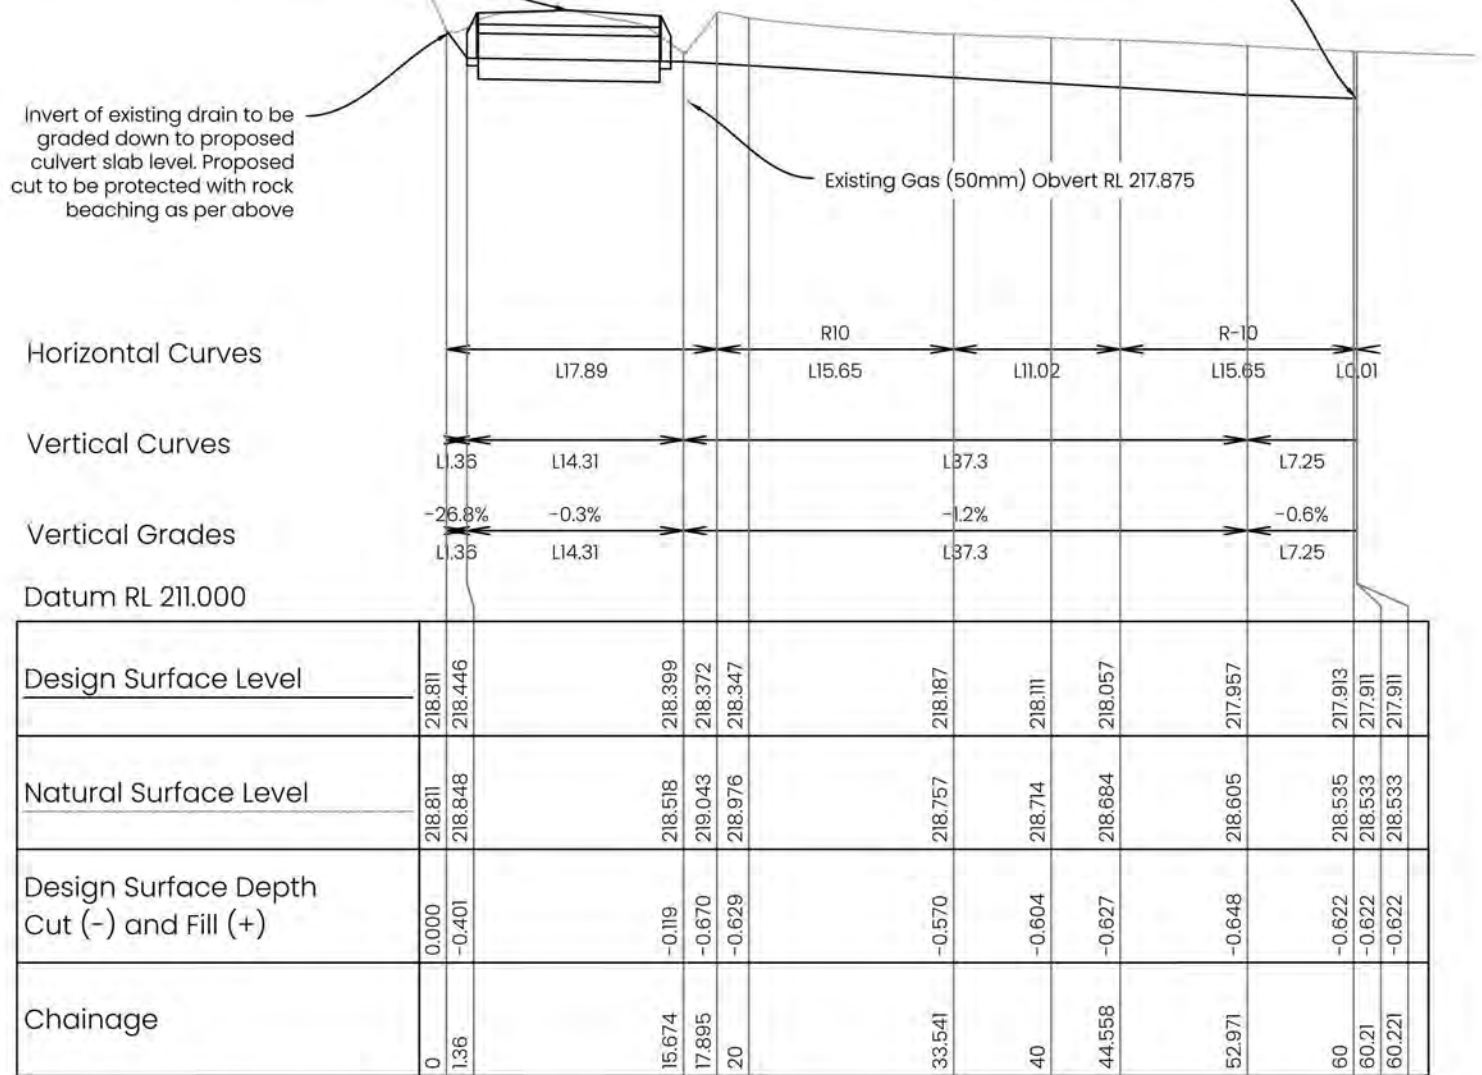 Invert of existing drain to be
graded down to proposed
culvert slab level. Proposed
cut to be protected with rock
beaching as per above
Existing Gas (50mm) Obvert RL 217.875
Horizontal Curves
R10 R-10
L17.89 L15.65 L11.02 L15.65 L0.01
Vertical Curves
L1.36 L14.31 L37.3 L7.25
-26.8% -0.3% -1.2% -0.6%
Vertical Grades
L1.36 L14.31 L37.3 L7.25
Datum RL 211.000
Design Surface Level 218.811 218.446 218.399 218.372 218.347 218.187 218.111 218.057 217.957 217.913 217.911 217.911
Natural Surface Level 218.811 218.848 218.518 219.043 218.976 218.757 218.714 218.684 218.605 218.535 218.533 218.533
Design Surface Depth
Cut (-) and Fill (+) 0.000 -0.401 -0.119 -0.670 -0.629 -0.570 -0.604 -0.627 -0.648 -0.622 -0.622 -0.622
Chainage 0 1.36 15.674 17.895 20 33.541 40 44.558 52.971 60 60.21 60.221